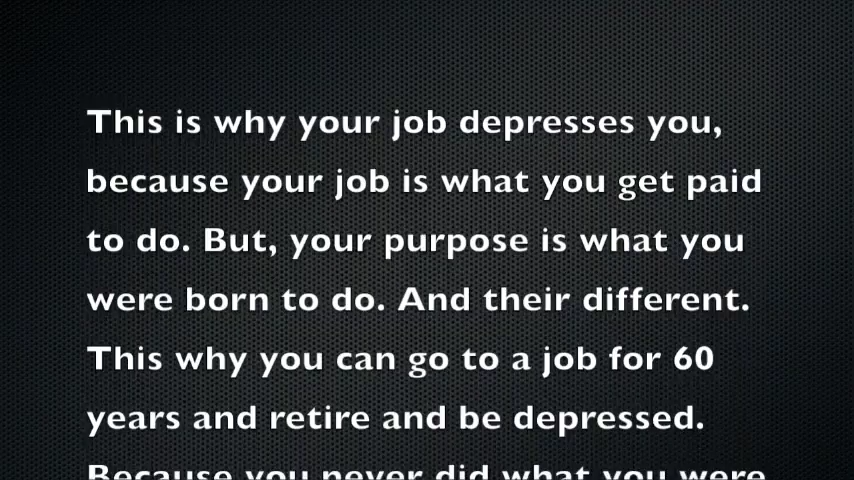 This is why your job depresses you,
because your job is what you get paid
to do. But, your purpose is what you
were born to do. And their different.
This why you can go to a job for 60
years and retire and be depressed.
Because you never did what you were